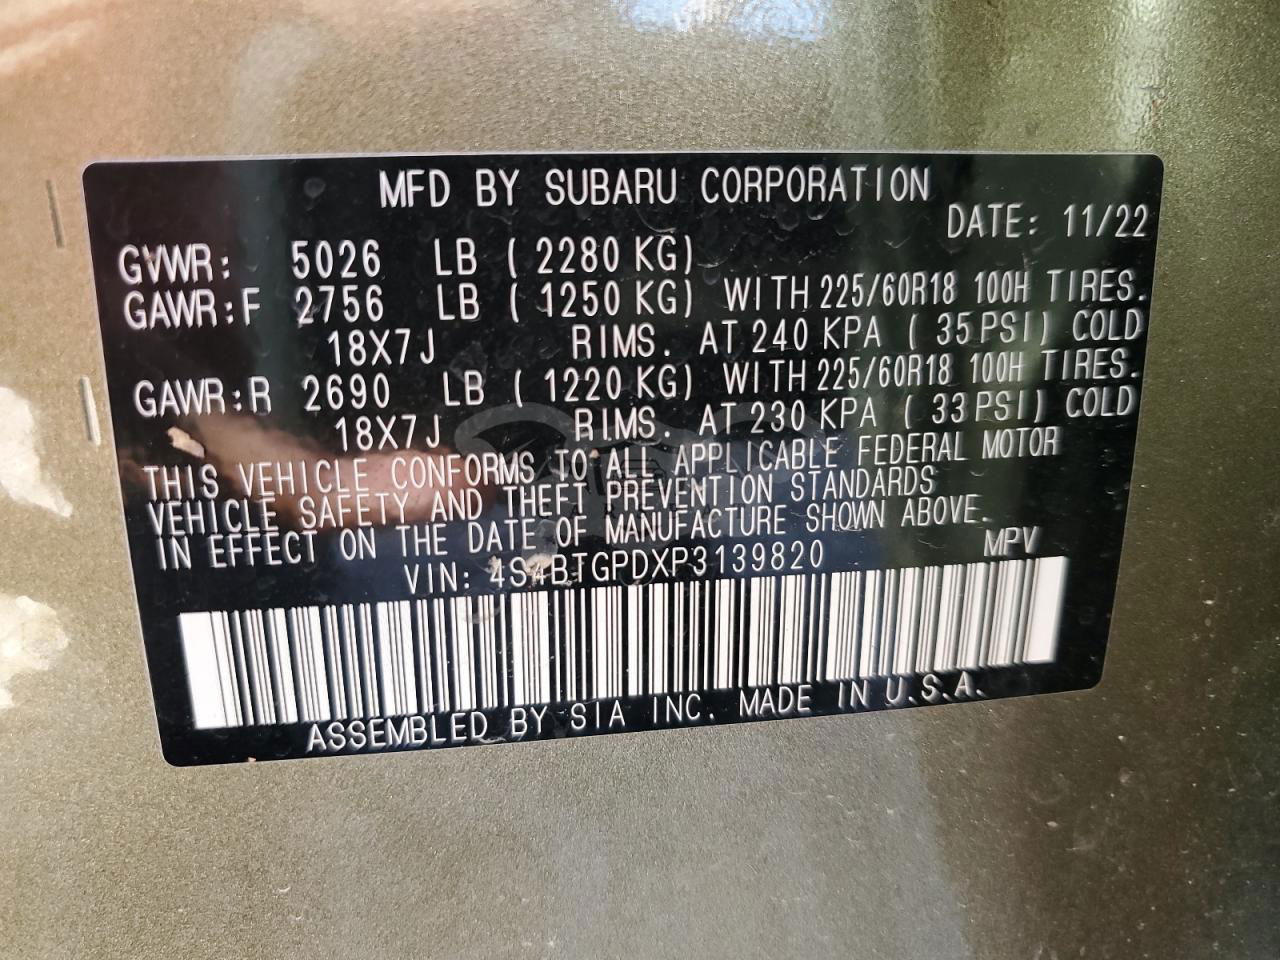 MFD BY SUBARU CORPORATION
DATE: 11/22
GVWR: 5026 LB ( 2280 KG)
GAWR:F 2756 LB ( 1250 KG) WITH 225/60R18 100H TIRES.
18X7J RIMS. AT 240 KPA ( 35 PSI) COLD
GAWR:R 2690 LB ( 1220 KG) WITH 225/60R18 100H TIRES.
18X7J RIMS. AT 230 KPA ( 33 PSI) COLD
THIS VEHICLE CONFORMS TO ALL APPLICABLE FEDERAL MOTOR
VEHICLE SAFETY AND THEFT PREVENTION STANDARDS
IN EFFECT ON THE DATE OF MANUFACTURE SHOWN ABOVE.
VIN: 4S4BTGPDXP3139820 MPV
ASSEMBLED BY SIA INC. MADE IN U.S.A.